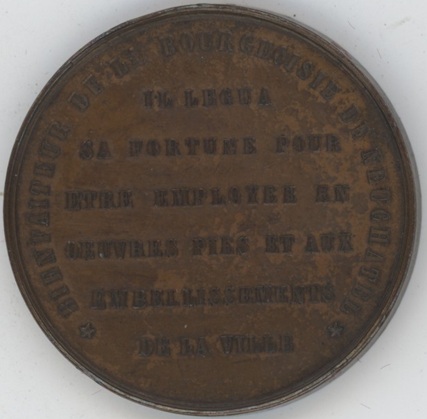 BIENFAITEUR DE LA BOURGEOISIE DE NEUCHATEL
IL LEGUA
SA FORTUNE POUR
ETRE EMPLOYEE EN
OEUVRES PIES ET AUX
EMBELLISSEMENTS
DE LA VILLE